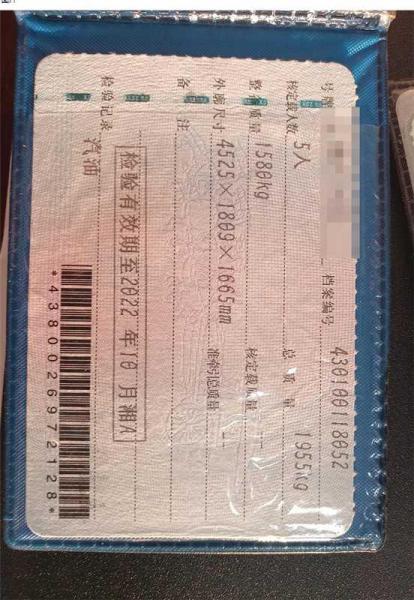 号牌 档案编号 430100118052
核定载人数 5人 总质量 1955kg
整备质量 1580kg 核定载质量 --
外廓尺寸 4525×1809×1665mm 准牵引总质量 --
备注
检验有效期至2022年10月湘A
检验记录
汽油
*43800026972128*